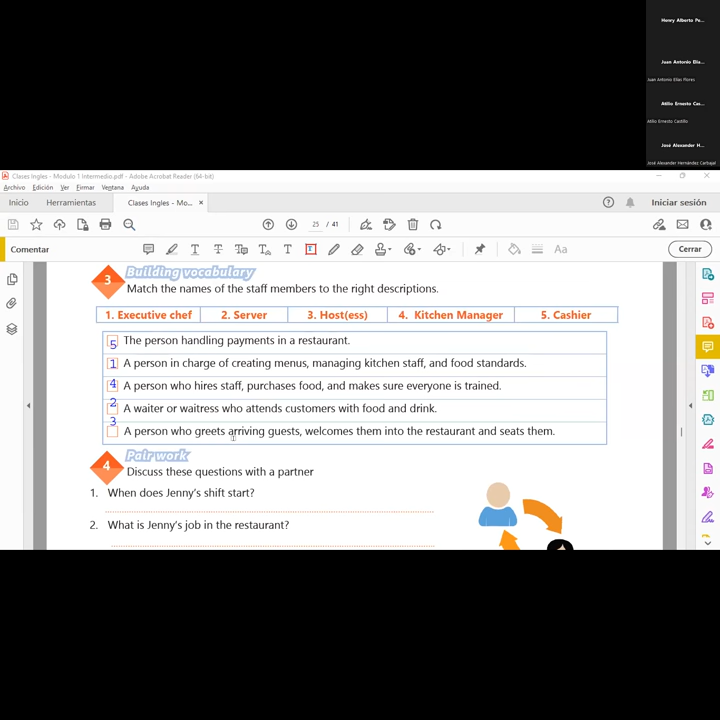 Henry Alberto Pe...
Juan Antonio Elia...
Juan Antonio Elias Flores
Atilio Ernesto Cas...
Atilio Ernesto Castillo
José Alexander H...
José Alexander Hernández Carbajal
Clases Ingles - Modulo 1 Intermedio.pdf - Adobe Acrobat Reader (64-bit)
Archivo Edición Ver Firmar Ventana Ayuda
Inicio Herramientas Clases Ingles - Mo... × Iniciar sesión
25 / 41
Comentar Aa Cerrar
3 Building vocabulary
Match the names of the staff members to the right descriptions.
1. Executive chef 2. Server 3. Host(ess) 4. Kitchen Manager 5. Cashier
5 The person handling payments in a restaurant.
1 A person in charge of creating menus, managing kitchen staff, and food standards.
4 A person who hires staff, purchases food, and makes sure everyone is trained.
2 A waiter or waitress who attends customers with food and drink.
3 A person who greets arriving guests, welcomes them into the restaurant and seats them.
4 Pair work
Discuss these questions with a partner
1. When does Jenny's shift start?
2. What is Jenny's job in the restaurant?